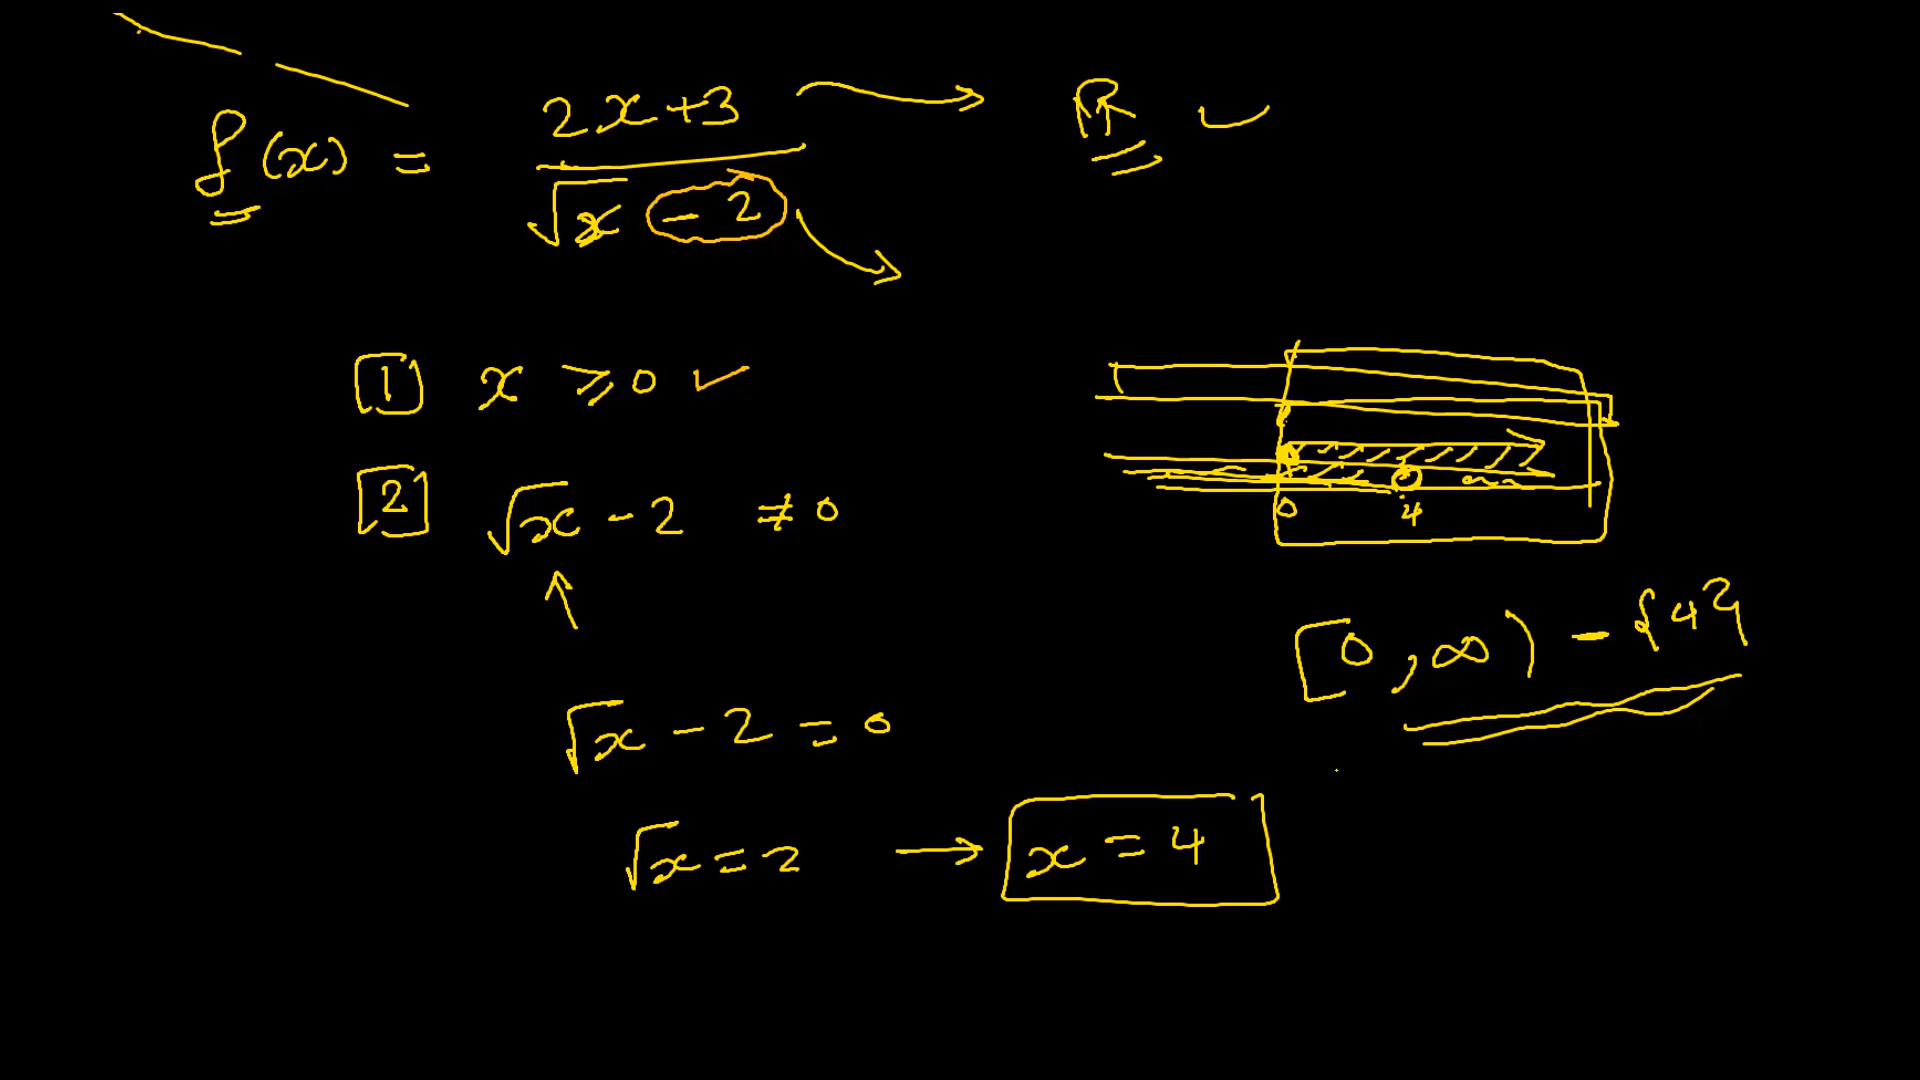 f(x) = 2x+3 / √x - 2 → R
1 x ≥ 0 ✓
2 √x - 2 ≠ 0
0 4
[0, ∞) - {4}
√x - 2 = 0
√x = 2 → x = 4